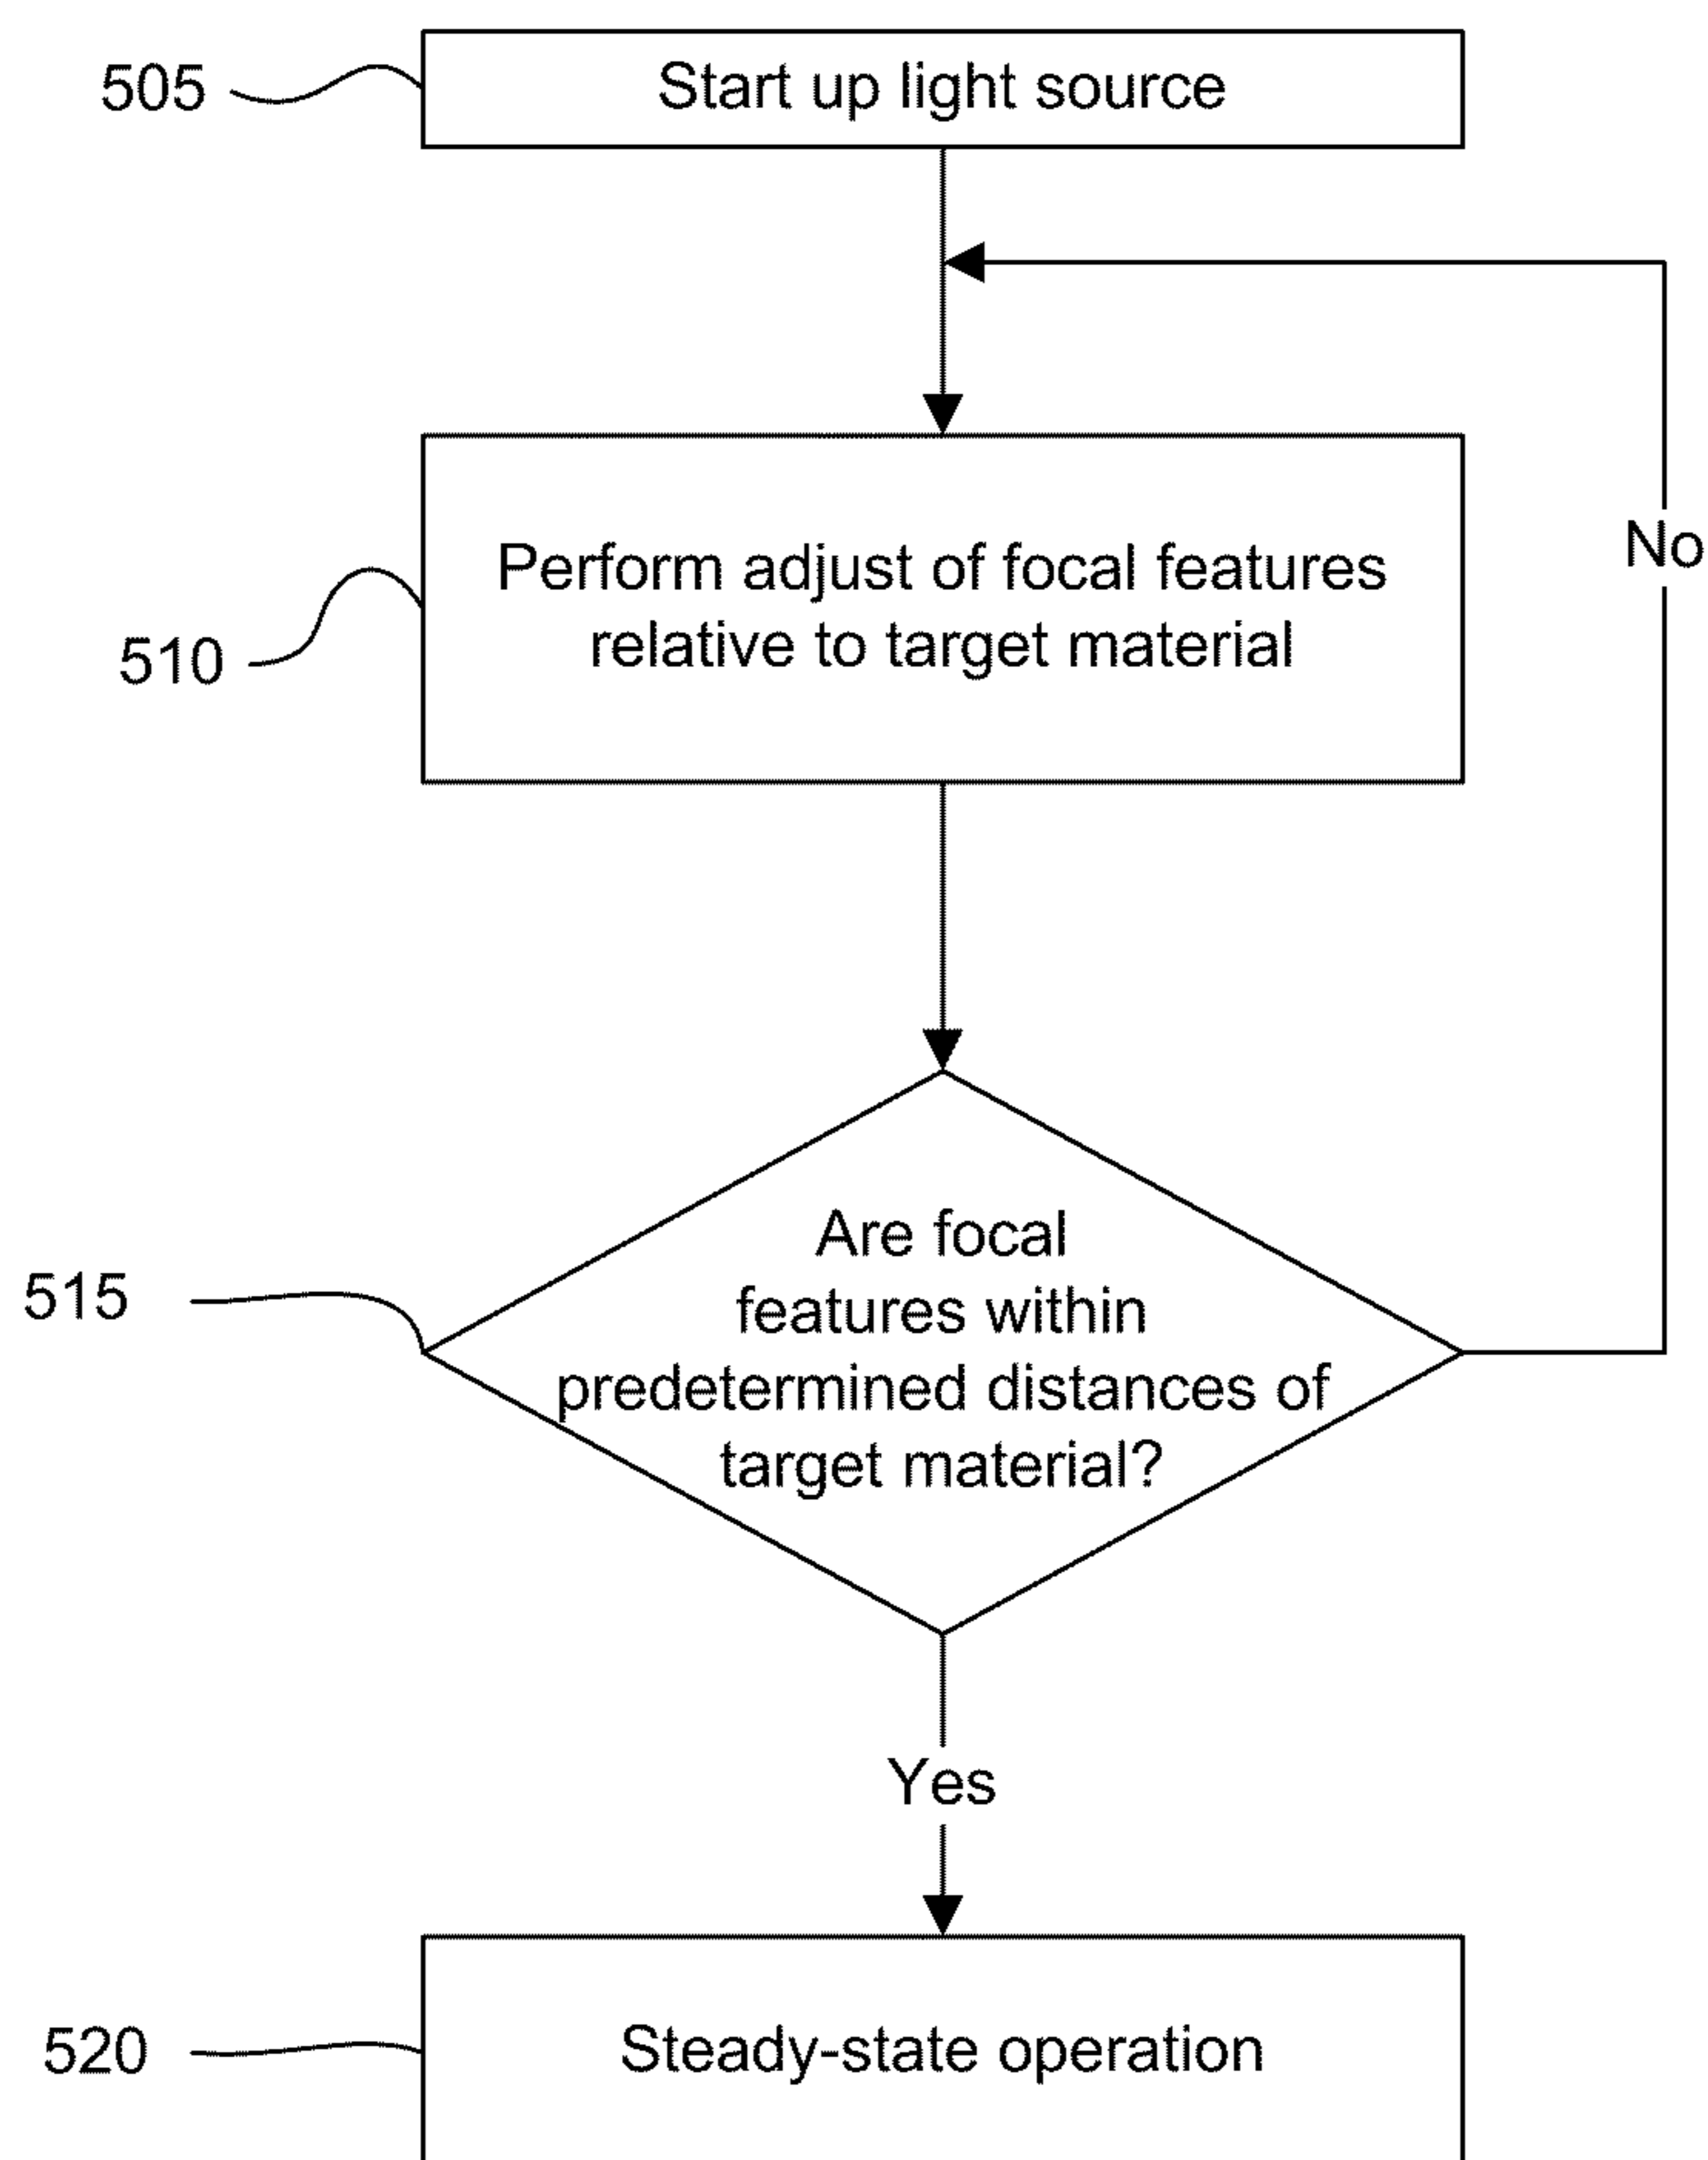 505
Start up light source
510
Perform adjust of focal features
relative to target material
No
515
Are focal
features within
predetermined distances of
target material?
Yes
520
Steady-state operation